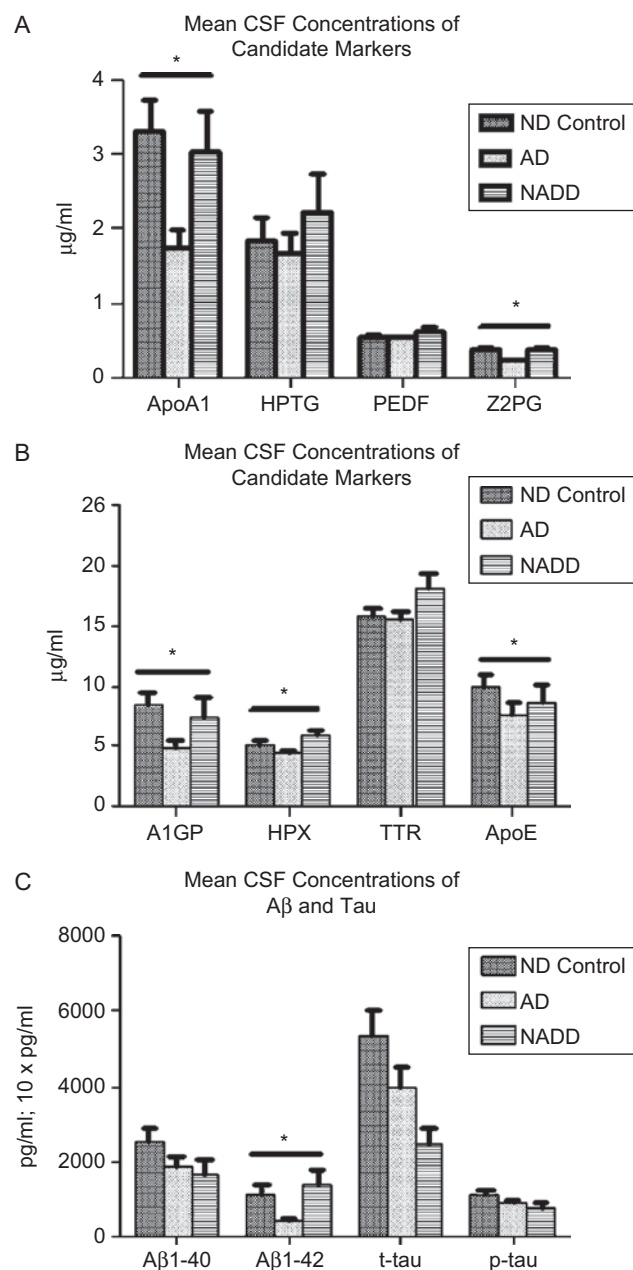 A
Mean CSF Concentrations of
Candidate Markers
*
ND Control
AD
NADD
4
3
2
1
0
µg/ml
*
ApoA1 HPTG PEDF Z2PG
B
Mean CSF Concentrations of
Candidate Markers
ND Control
AD
NADD
26
20
15
10
5
0
µg/ml
* * *
A1GP HPX TTR ApoE
C
Mean CSF Concentrations of
Aβ and Tau
ND Control
AD
NADD
8000
6000
4000
2000
0
pg/ml; 10 x pg/ml
*
Aβ1-40 Aβ1-42 t-tau p-tau